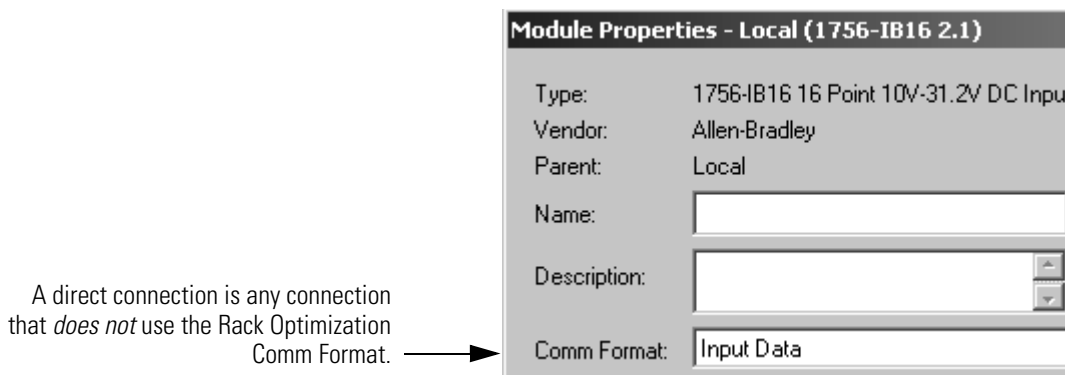 Module Properties - Local (1756-IB16 2.1)
Type: 1756-IB16 16 Point 10V-31.2V DC Inpu
Vendor: Allen-Bradley
Parent: Local
Name:
Description:
A direct connection is any connection
that does not use the Rack Optimization
Comm Format.
Comm Format: Input Data